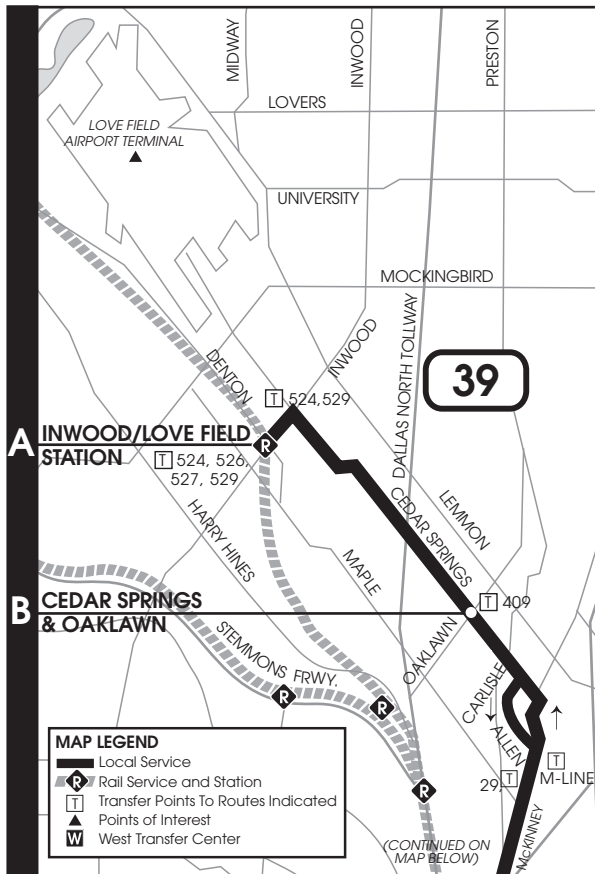 MIDWAY
INWOOD
PRESTON
LOVERS
LOVE FIELD
AIRPORT TERMINAL
UNIVERSITY
MOCKINGBIRD
INWOOD
DALLAS NORTH TOLLWAY
39
DENTON
T 524,529
A INWOOD/LOVE FIELD
STATION
R
T 524, 526,
527, 529
HARRY HINES
CEDAR SPRINGS
LEMMON
MAPLE
B CEDAR SPRINGS
& OAKLAWN
T 409
OAKLAWN
STEMMONS FRWY.
R
R
CARLISLE
ALLEN
MAP LEGEND
Local Service
R Rail Service and Station
T Transfer Points To Routes Indicated
Points of Interest
W West Transfer Center
R
T
M-LINE
29, T
McKINNEY
(CONTINUED ON
MAP BELOW)